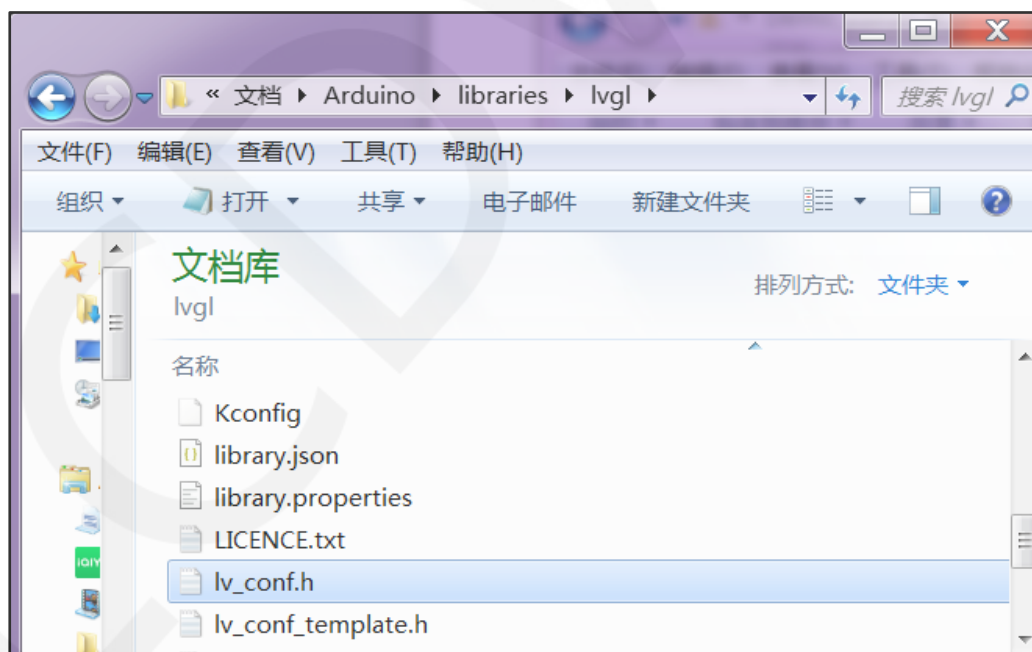 « 文档 ▸ Arduino ▸ libraries ▸ lvgl ▸ 搜索 lvgl
文件(F) 编辑(E) 查看(V) 工具(T) 帮助(H)
组织 打开 共享 电子邮件 新建文件夹
文档库
lvgl
排列方式: 文件夹
名称
Kconfig
library.json
library.properties
LICENCE.txt
lv_conf.h
lv_conf_template.h